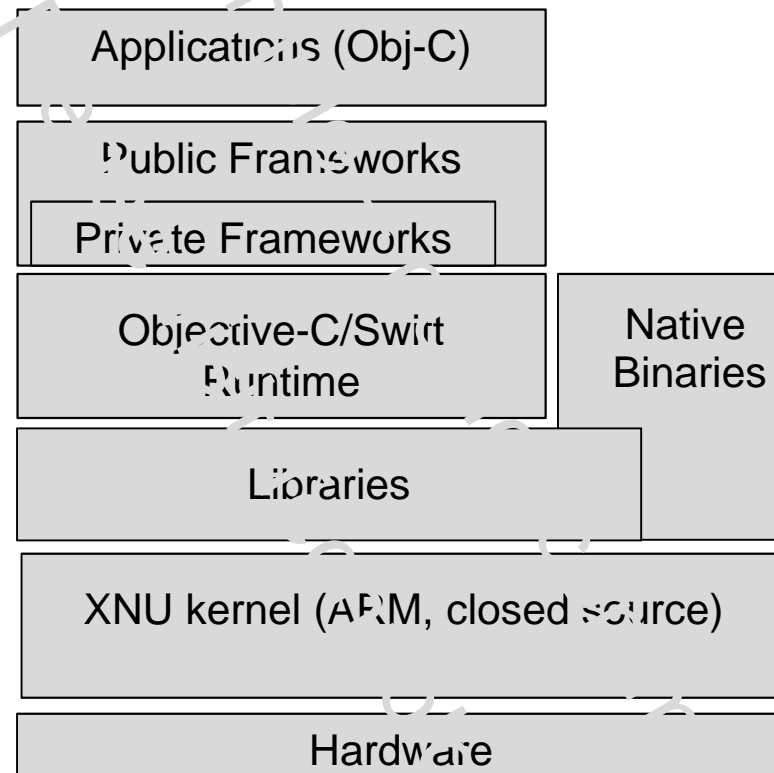 Applications (Obj-C)
Public Frameworks
Private Frameworks
Objective-C/Swift
Runtime
Native
Binaries
Libraries
XNU kernel (ARM, closed source)
Hardware